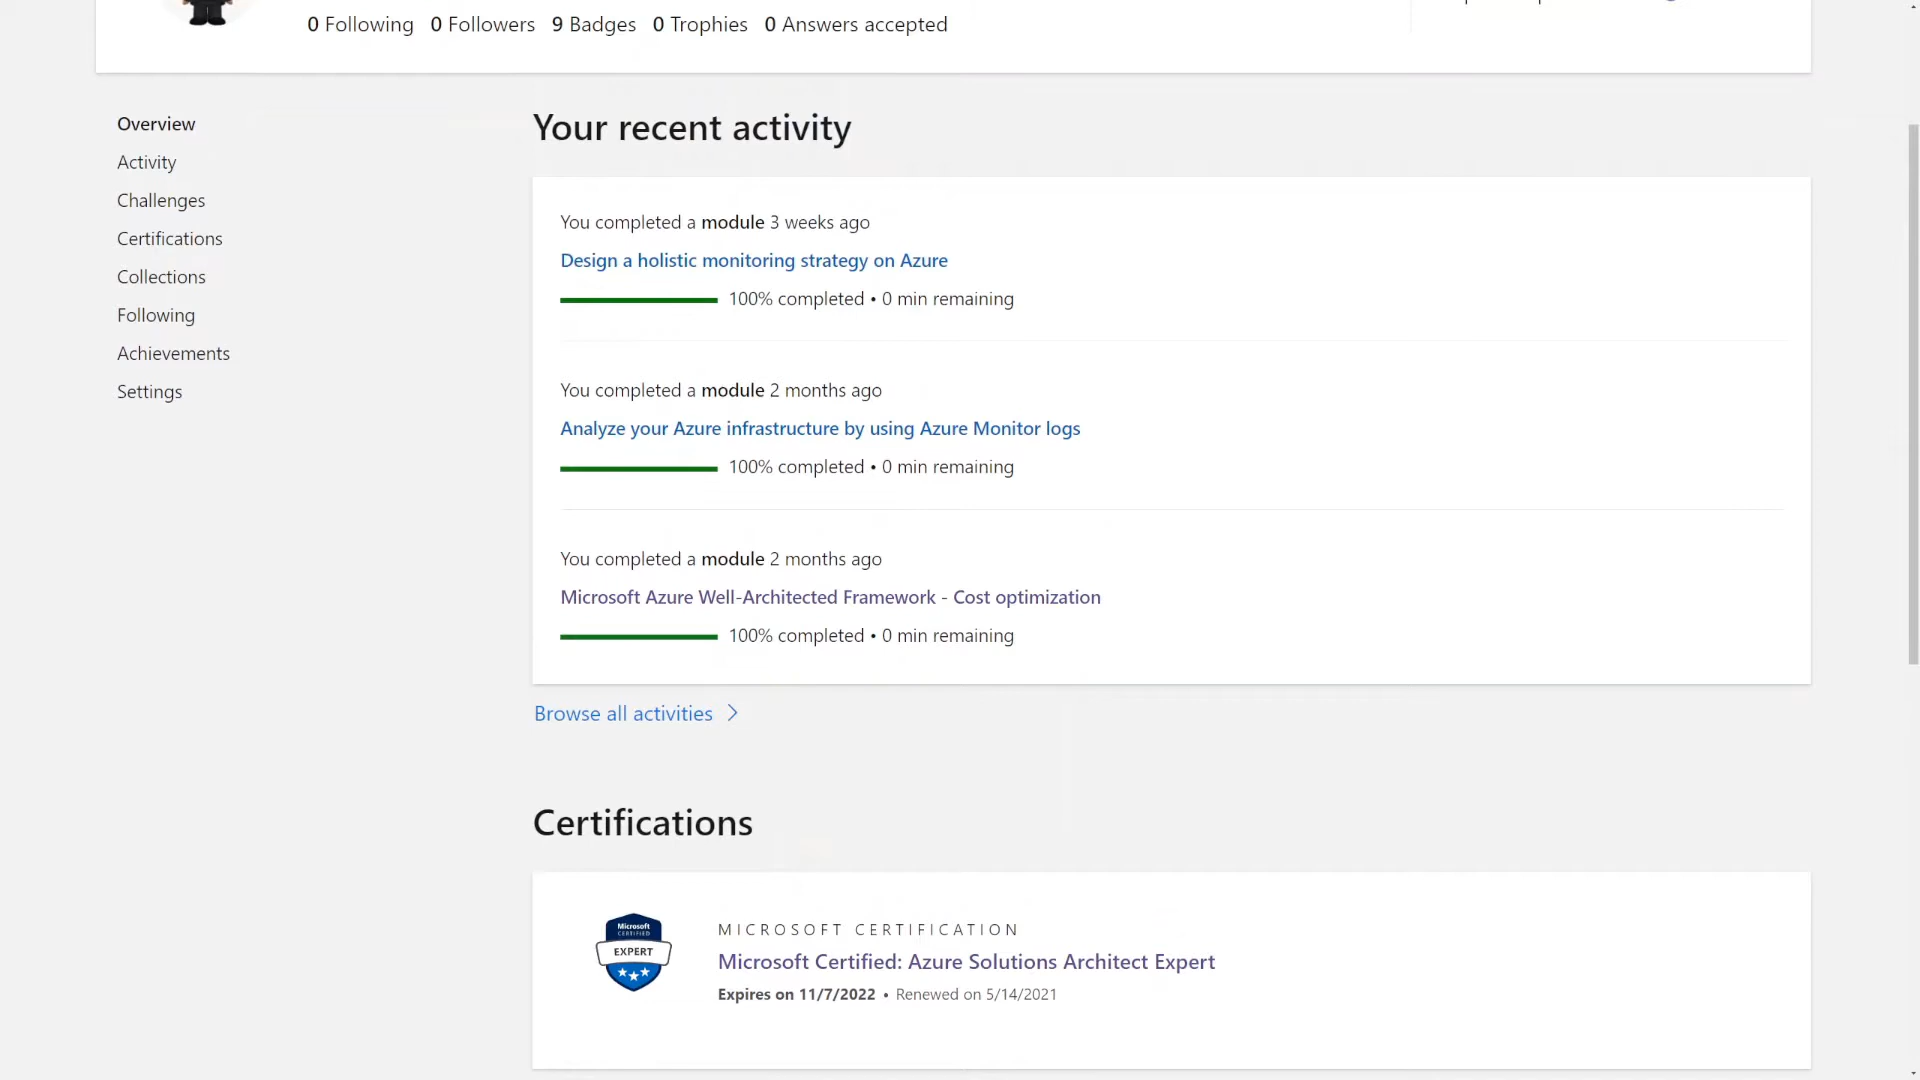 0 Following 0 Followers 9 Badges 0 Trophies 0 Answers accepted
Overview
Activity
Challenges
Certifications
Collections
Following
Achievements
Settings
Your recent activity
You completed a module 3 weeks ago
Design a holistic monitoring strategy on Azure
100% completed • 0 min remaining
You completed a module 2 months ago
Analyze your Azure infrastructure by using Azure Monitor logs
100% completed • 0 min remaining
You completed a module 2 months ago
Microsoft Azure Well-Architected Framework - Cost optimization
100% completed • 0 min remaining
Browse all activities
Certifications
Microsoft
CERTIFIED
EXPERT
MICROSOFT CERTIFICATION
Microsoft Certified: Azure Solutions Architect Expert
Expires on 11/7/2022 • Renewed on 5/14/2021